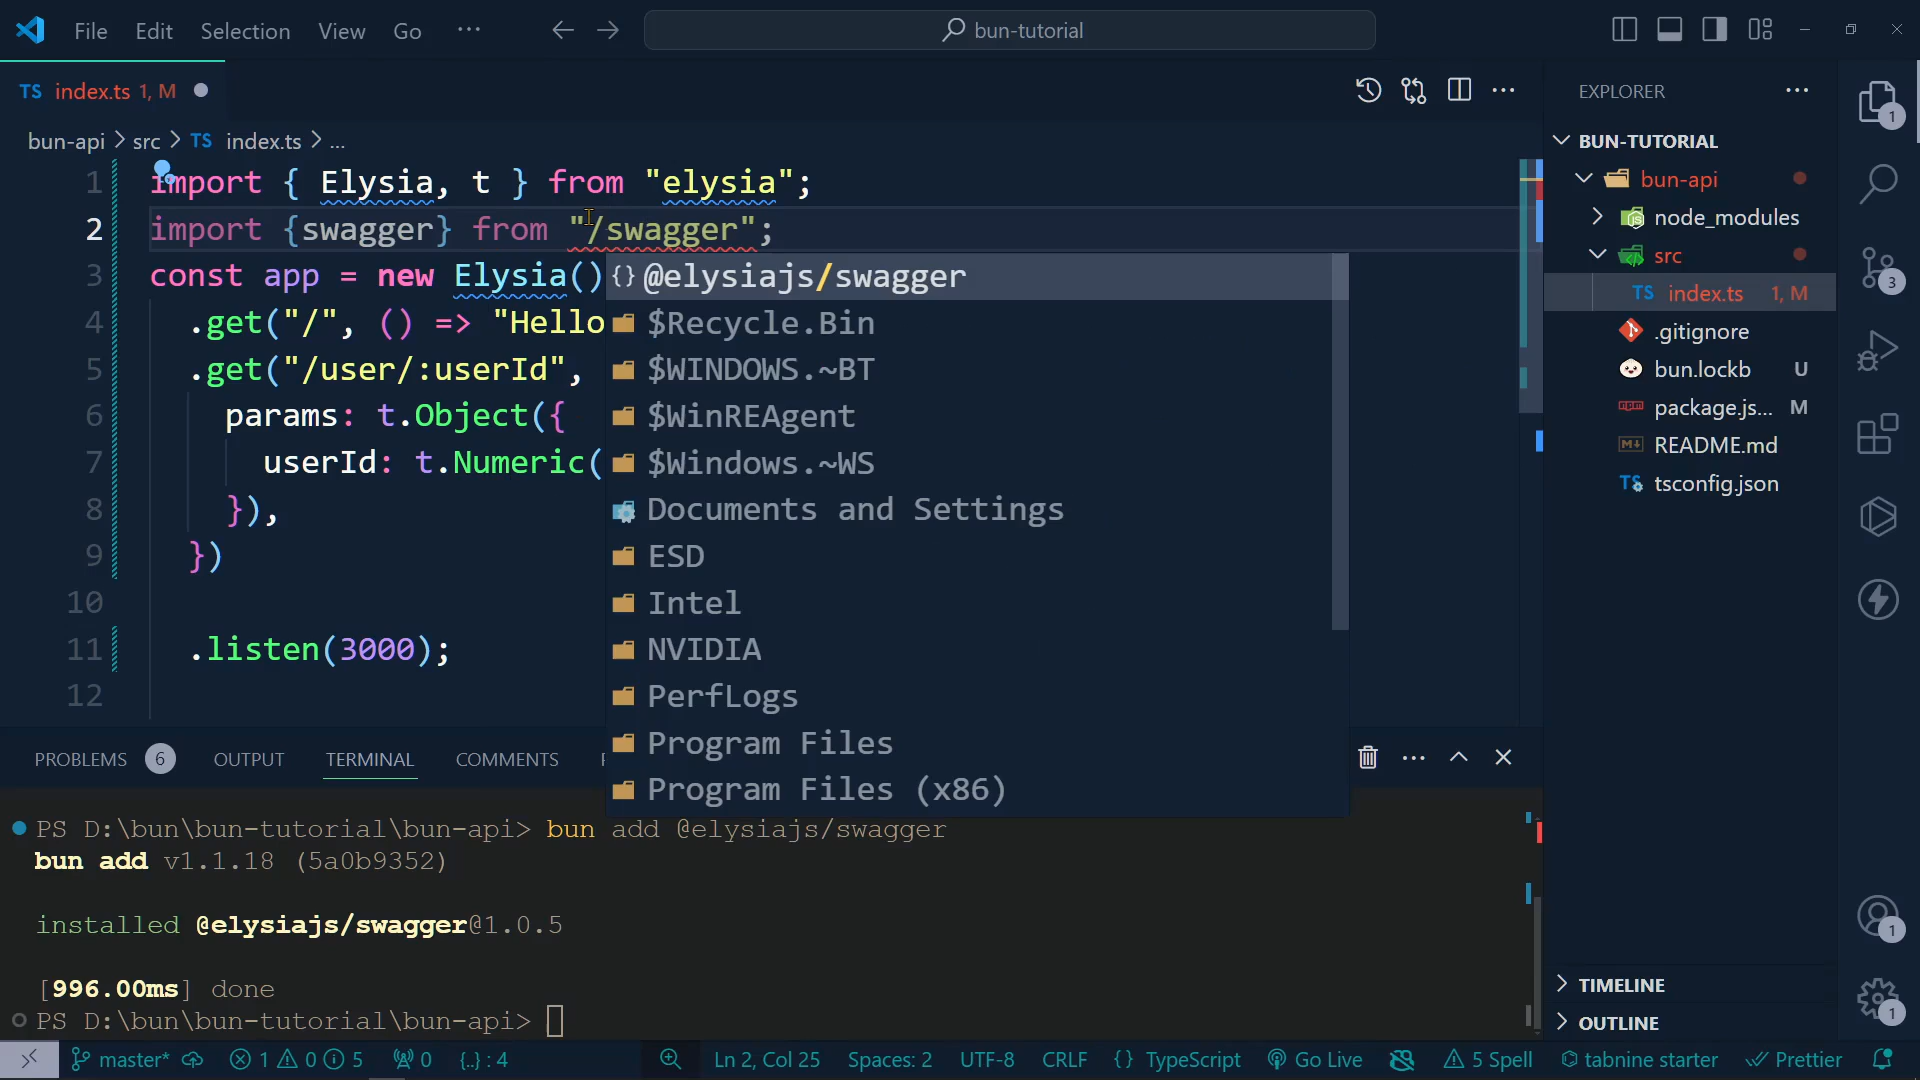 File Edit Selection View Go ... bun-tutorial
TS index.ts 1, M
EXPLORER
bun-api > src > TS index.ts > ...
1 import { Elysia, t } from "elysia";
2 import {swagger} from "/swagger";
3 const app = new Elysia()
4 .get("/", () => "Hello
5 .get("/user/:userId",
6 params: t.Object({
7 userId: t.Numeric(
8 }),
9 })
10
11 .listen(3000);
12
{} @elysiajs/swagger
$Recycle.Bin
$WINDOWS.~BT
$WinREAgent
$Windows.~WS
Documents and Settings
ESD
Intel
NVIDIA
PerfLogs
Program Files
Program Files (x86)
BUN-TUTORIAL
bun-api
node_modules
src
TS index.ts 1, M
.gitignore
bun.lockb U
package.js... M
README.md
TS tsconfig.json
TIMELINE
OUTLINE
1
3
1
1
PROBLEMS 6 OUTPUT TERMINAL COMMENTS
PS D:\bun\bun-tutorial\bun-api> bun add @elysiajs/swagger
bun add v1.1.18 (5a0b9352)
installed @elysiajs/swagger@1.0.5
[996.00ms] done
PS D:\bun\bun-tutorial\bun-api>
master* 1 0 5 0 {..} : 4 Ln 2, Col 25 Spaces: 2 UTF-8 CRLF {} TypeScript Go Live 5 Spell tabnine starter Prettier